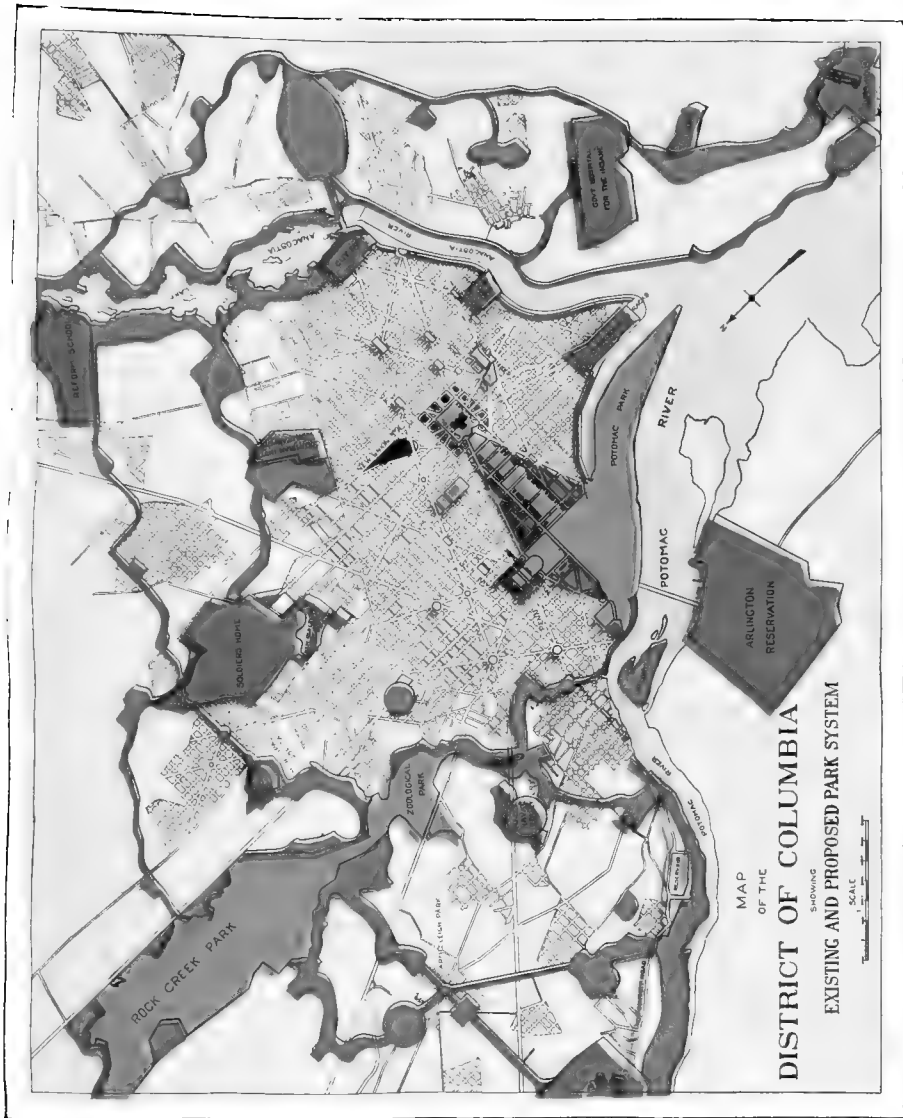 MAP
OF THE
DISTRICT OF COLUMBIA
SHOWING
EXISTING AND PROPOSED PARK SYSTEM
SCALE
ROCK CREEK PARK
ZOOLOGICAL
PARK
SOLDIERS HOME
REFORM SCHOOL
ANACOSTIA
RIVER
ANACOSTIA
GOVT HOSPITAL
FOR THE INSANE
POTOMAC PARK
RIVER
POTOMAC
ARLINGTON
RESERVATION
RIVER
POTOMAC
N